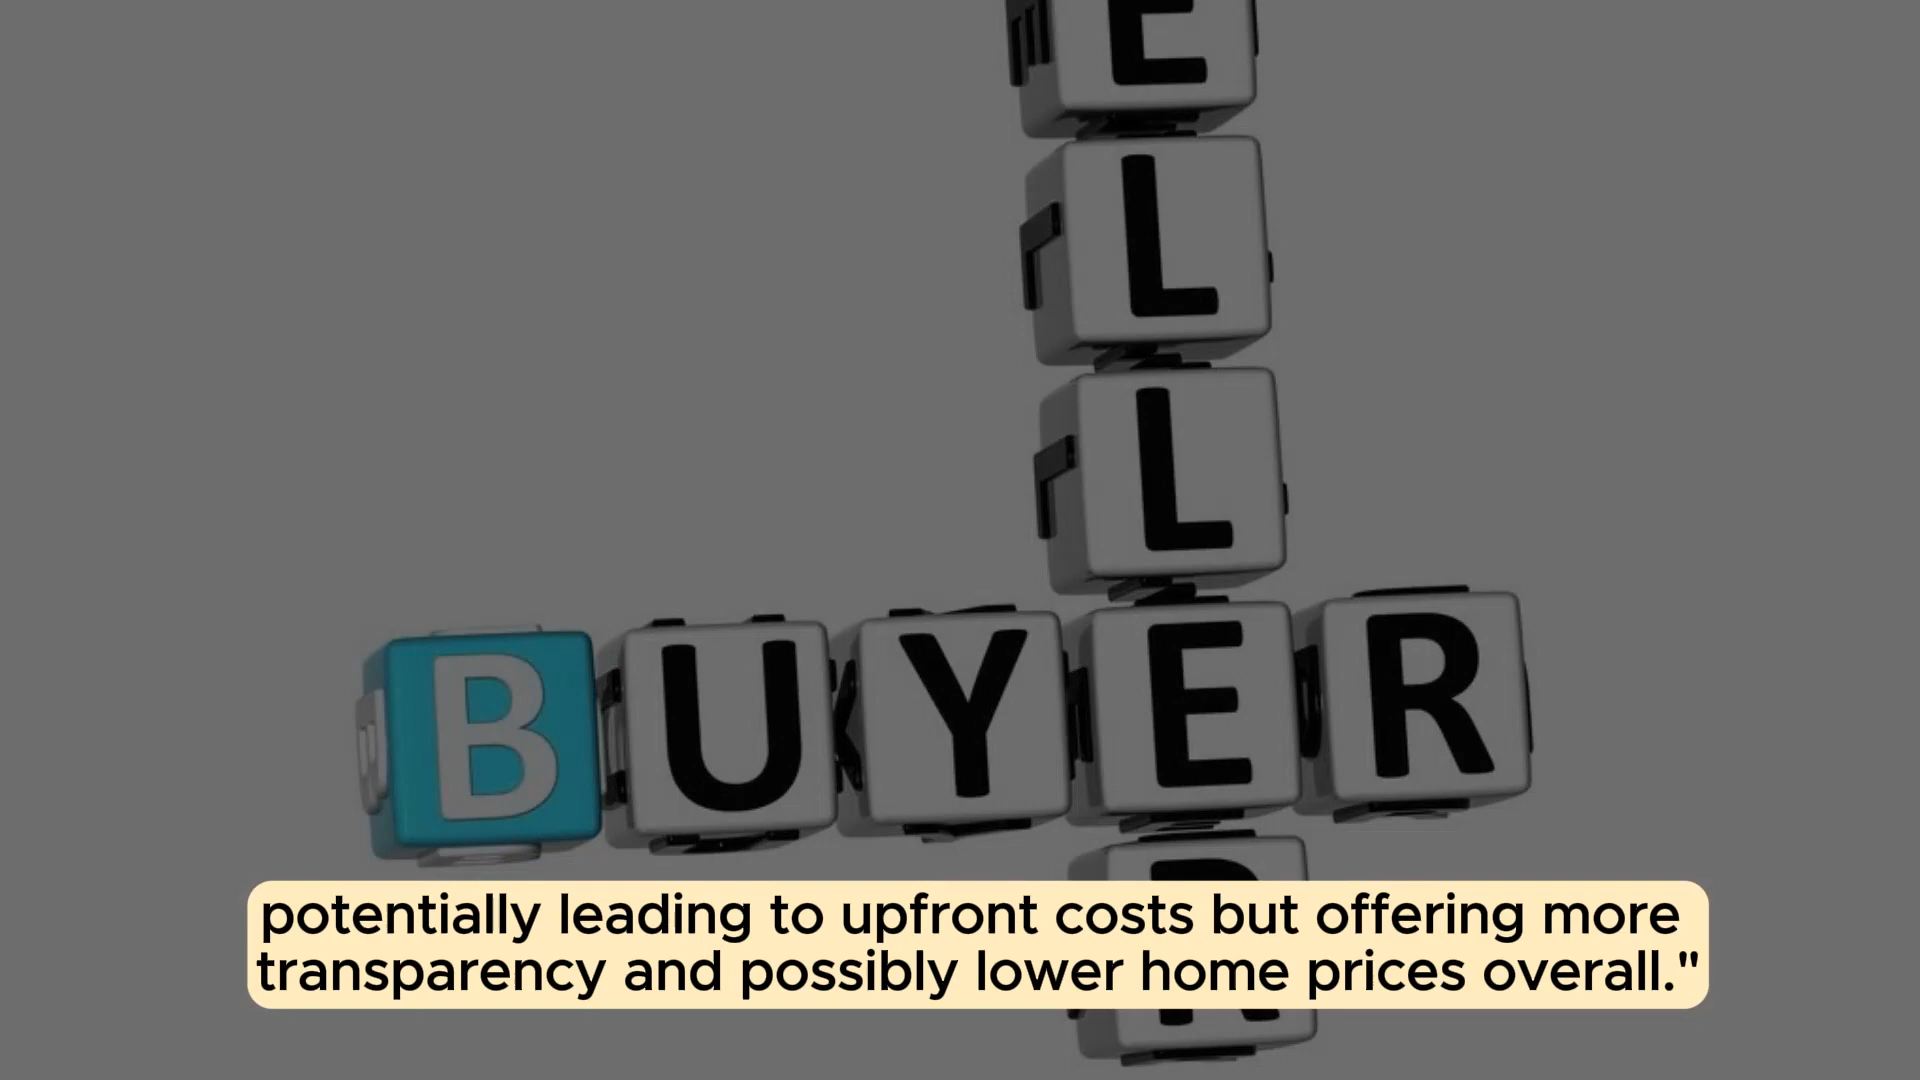 E
L
L
BUYER
R
potentially leading to upfront costs but offering more
transparency and possibly lower home prices overall."